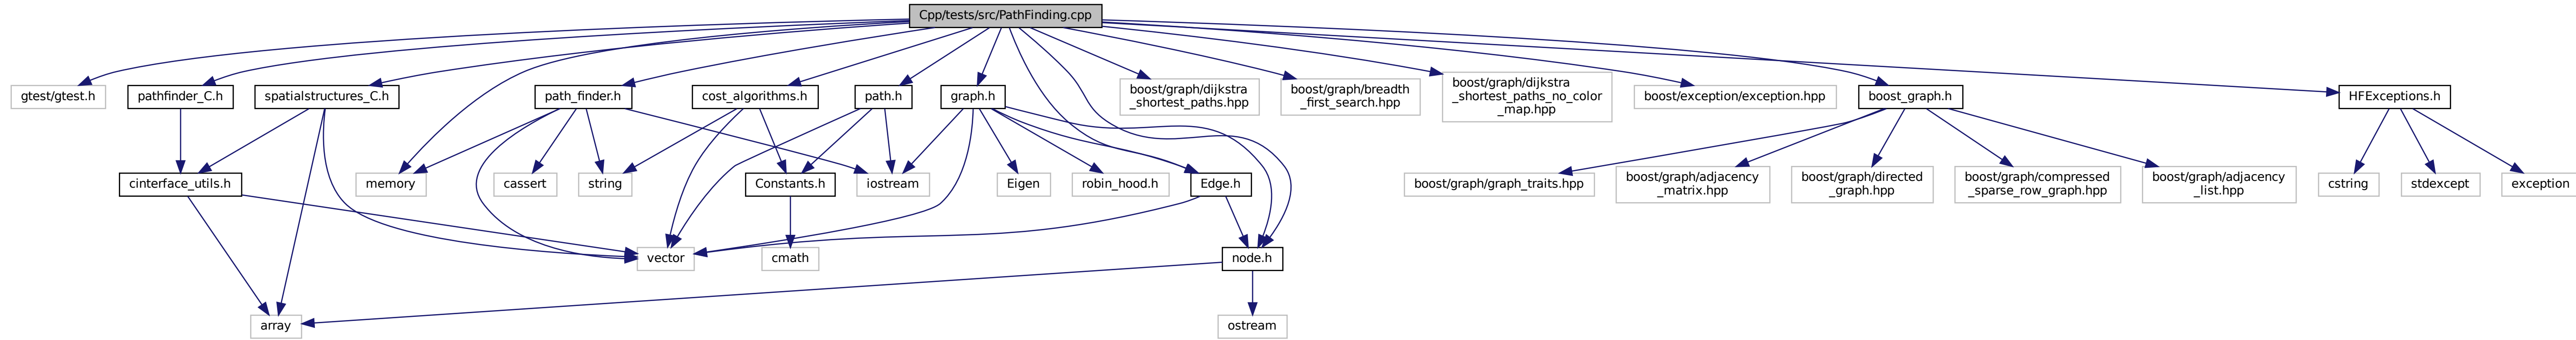 Cpp/tests/src/PathFinding.cpp
gtest/gtest.h
pathfinder_C.h
spatialstructures_C.h
path_finder.h
cost_algorithms.h
path.h
graph.h
boost/graph/dijkstra
_shortest_paths.hpp
boost/graph/breadth
_first_search.hpp
boost/graph/dijkstra
_shortest_paths_no_color
_map.hpp
boost/exception/exception.hpp
boost_graph.h
HFExceptions.h
cinterface_utils.h
memory
cassert
string
Constants.h
iostream
Eigen
robin_hood.h
Edge.h
boost/graph/graph_traits.hpp
boost/graph/adjacency
_matrix.hpp
boost/graph/directed
_graph.hpp
boost/graph/compressed
_sparse_row_graph.hpp
boost/graph/adjacency
_list.hpp
cstring
stdexcept
exception
vector
cmath
node.h
array
ostream